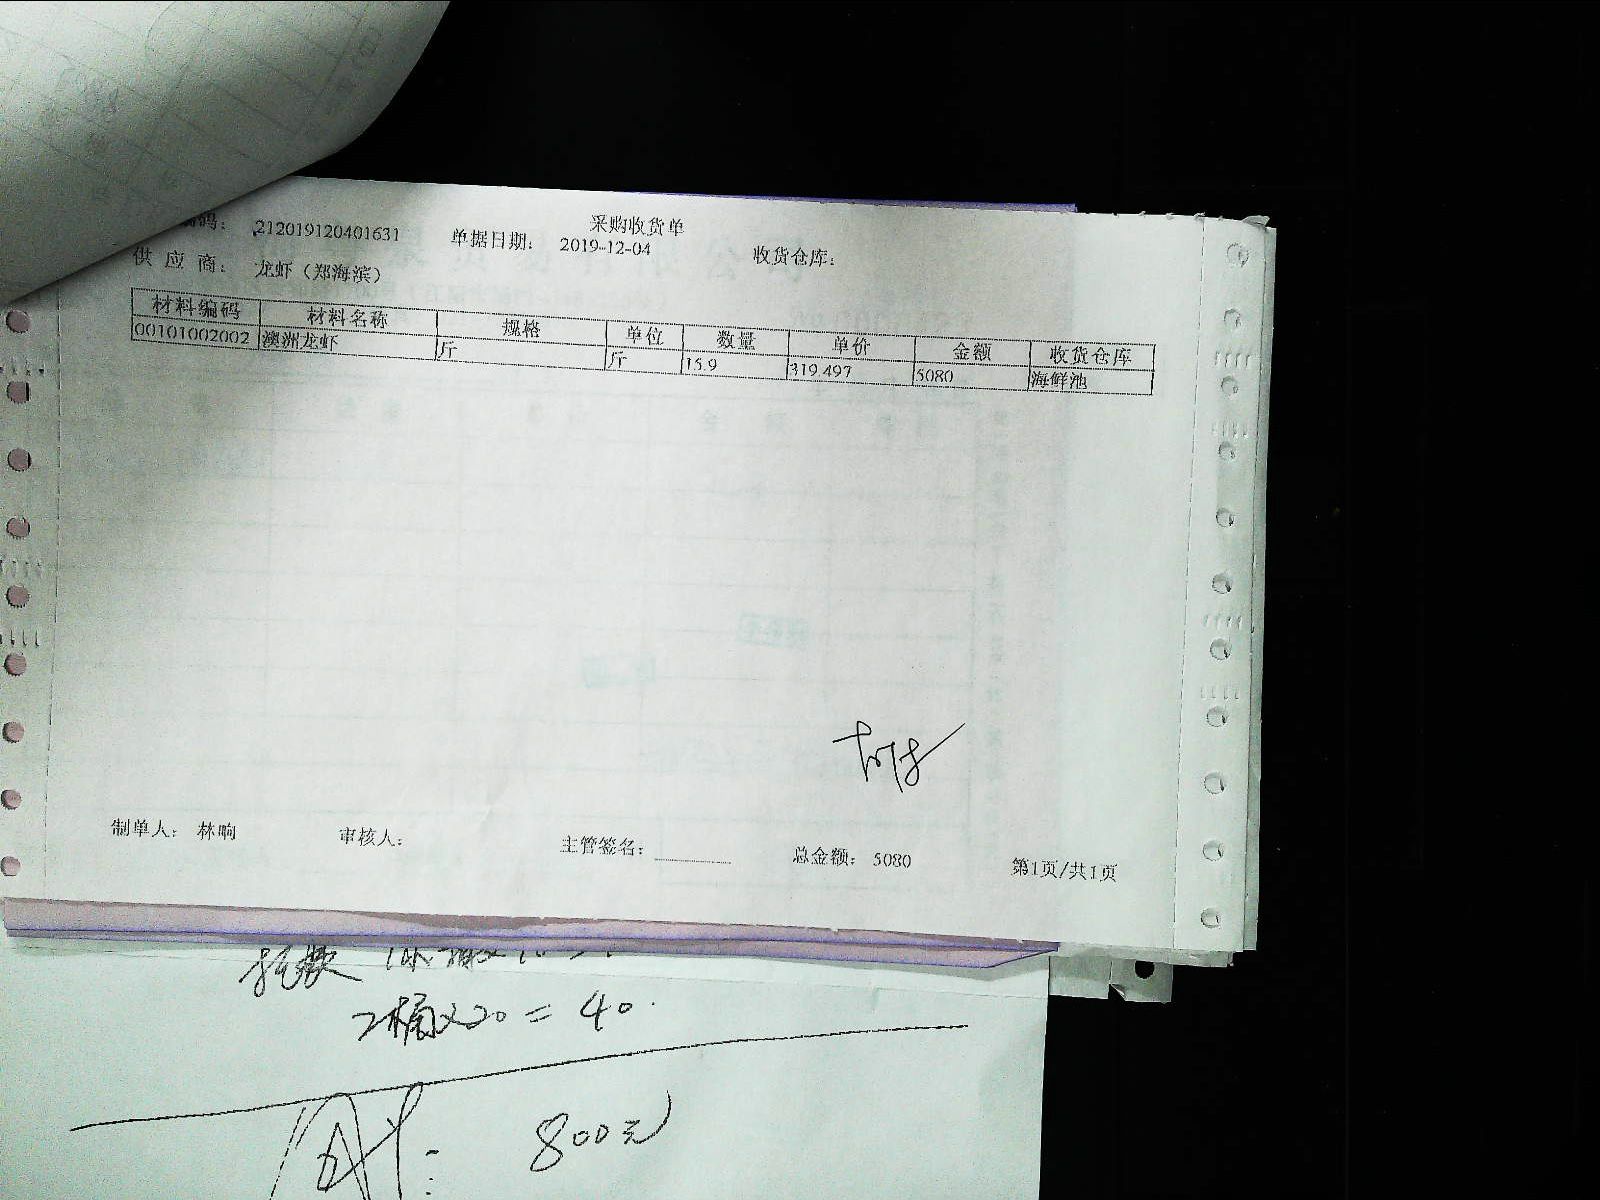 采购收货单
编码： 212019120401631 单据日期： 2019-12-04 收货仓库：
供应商： 龙虾（郑海滨）
材料编码 材料名称 规格 单位 数量 单价 金额 收货仓库
00101002002 澳洲龙虾 斤 斤 15.9 319.497 5080 海鲜池
制单人： 林晌 审核人： 主管签名： 总金额： 5080 第1页/共1页
2桶×20=40.
800元